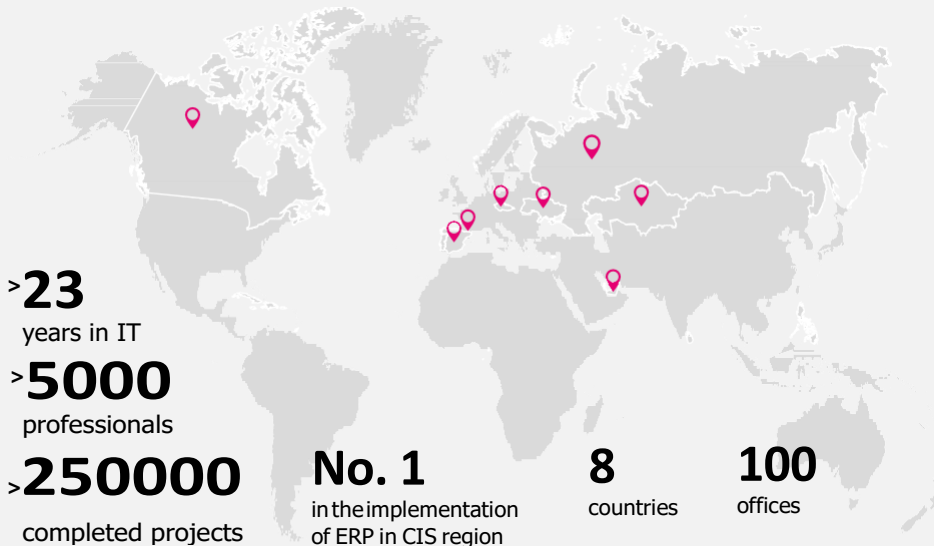 >23
years in IT
>5000
professionals
>250000
completed projects
No. 1
in the implementation
of ERP in CIS region
8
countries
100
offices